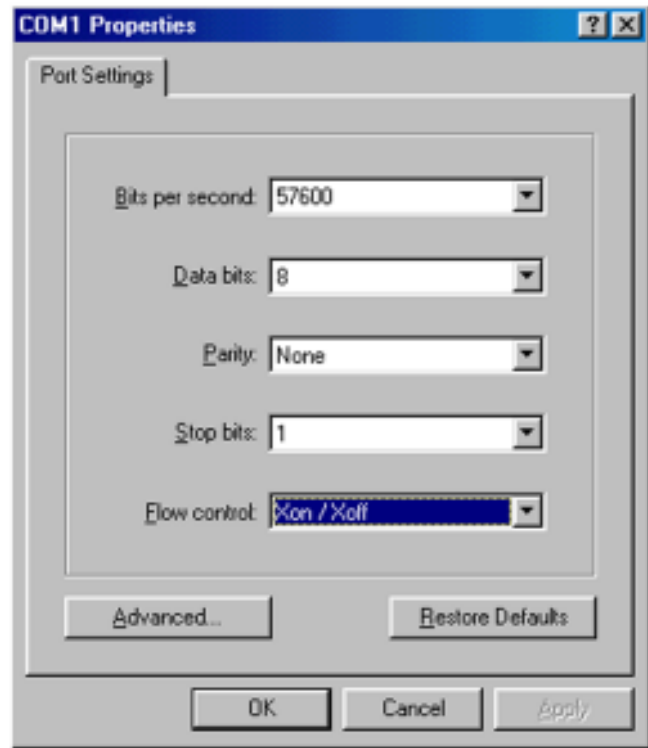 COM1 Properties
Port Settings
Bits per second: 57600
Data bits: 8
Parity: None
Stop bits: 1
Flow control: Xon / Xoff
Advanced... Restore Defaults
OK Cancel Apply